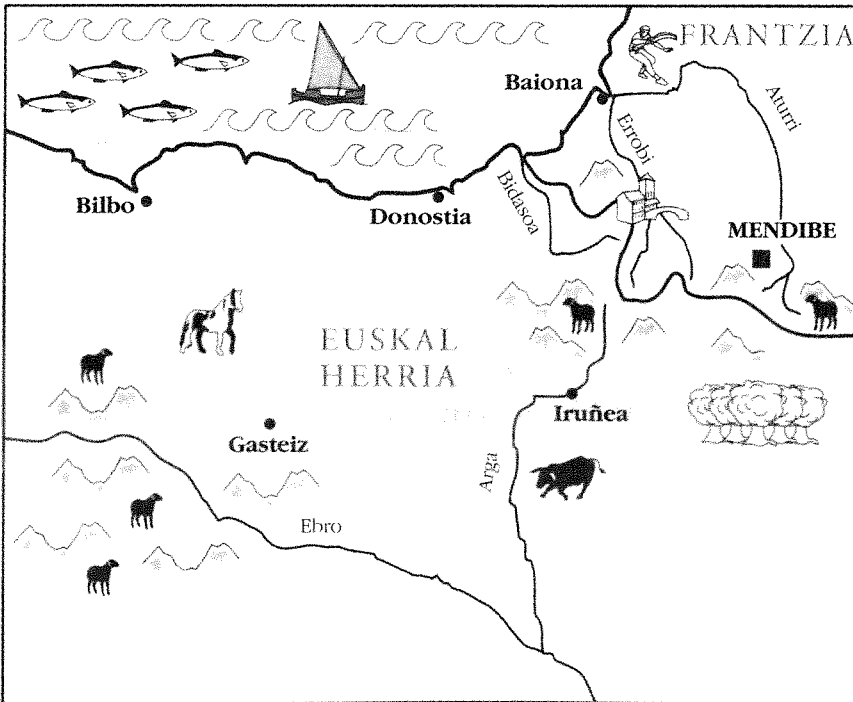 FRANTZIA
Baiona
Aturri
Errobi
Bilbo
Donostia
Bidasoa
MENDIBE
EUSKAL
HERRIA
Iruñea
Gasteiz
Arga
Ebro